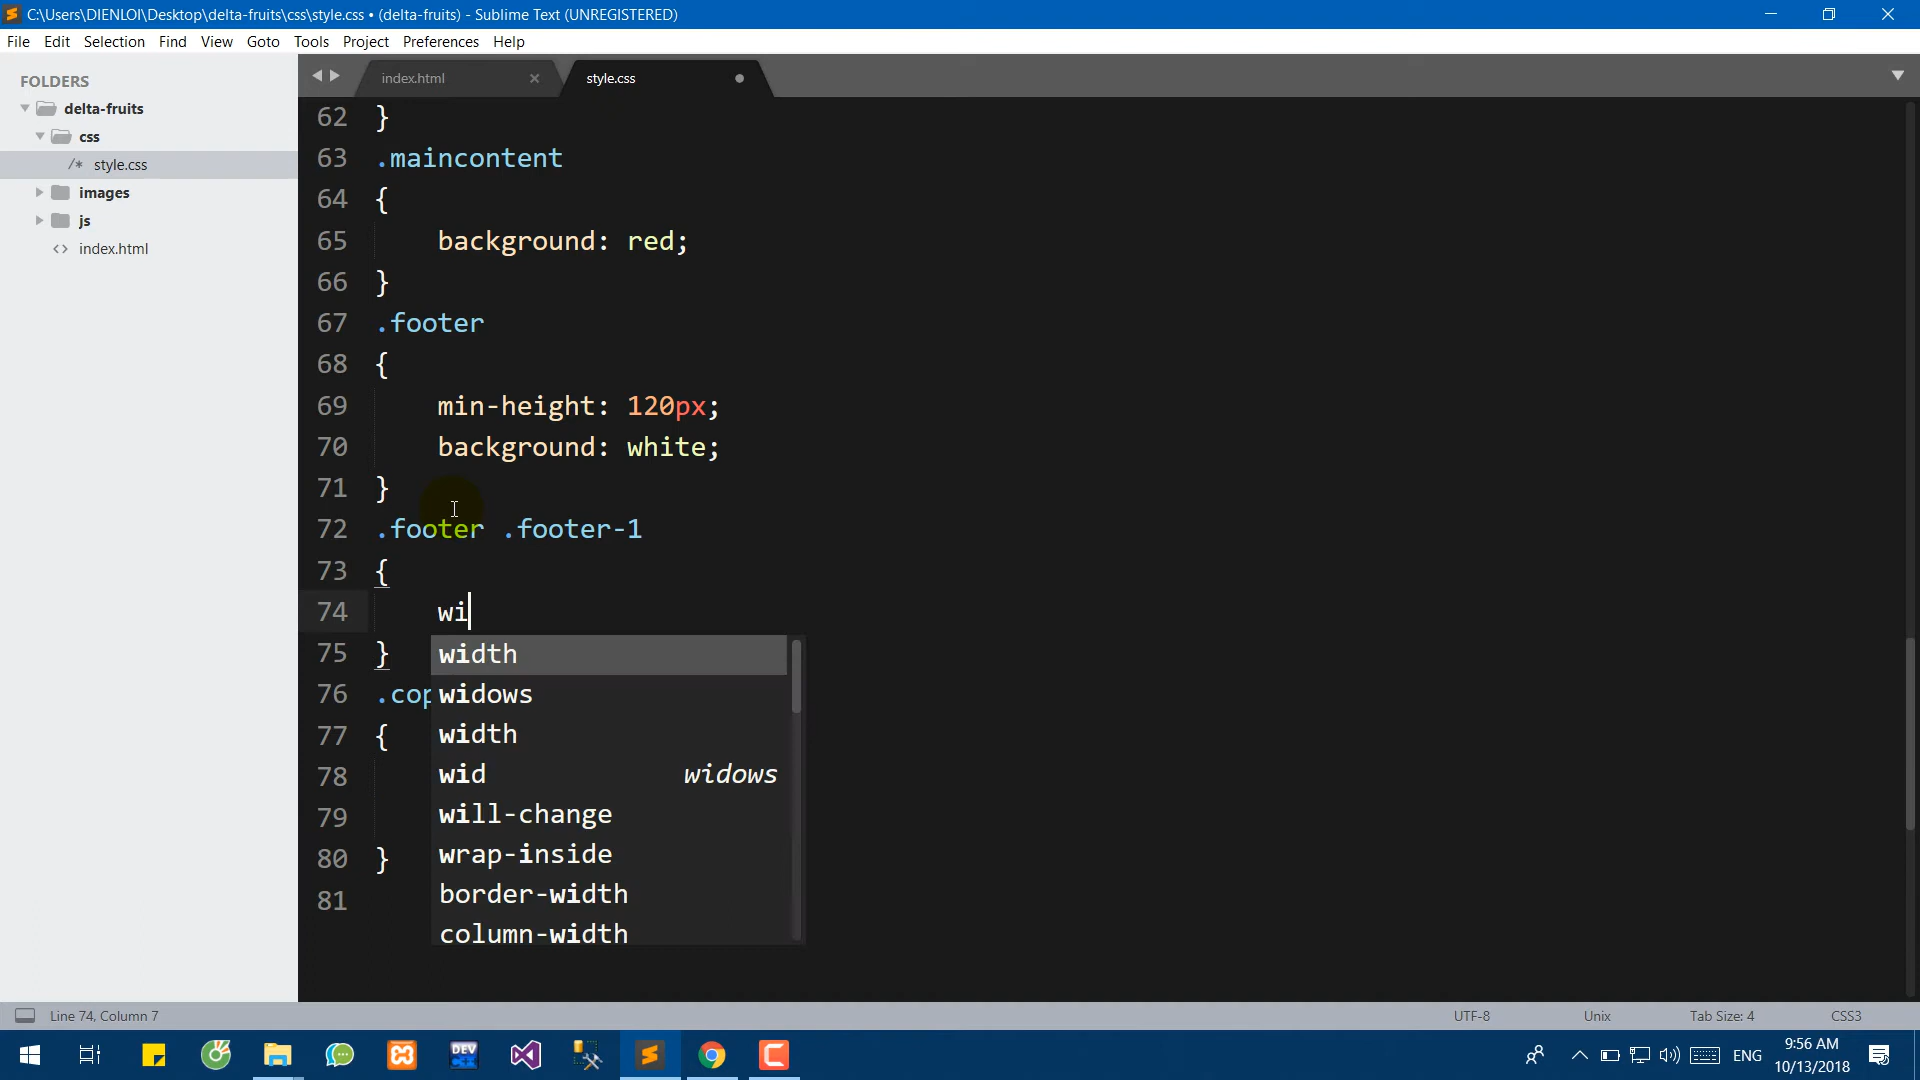 C:\Users\DIENLOI\Desktop\delta-fruits\css\style.css • (delta-fruits) - Sublime Text (UNREGISTERED)
File Edit Selection Find View Goto Tools Project Preferences Help
FOLDERS
delta-fruits
css
/* style.css
images
js
<> index.html
index.html
style.css
62 }
63 .maincontent
64 {
65 background: red;
66 }
67 .footer
68 {
69 min-height: 120px;
70 background: white;
71 }
72 .footer .footer-1
73 {
74 wi
75 }
76 .cop
77 {
78
79
80 }
81
width
widows
width
wid widows
will-change
wrap-inside
border-width
column-width
Line 74, Column 7
UTF-8
Unix
Tab Size: 4
CSS3
DEV
C
ENG
9:56 AM
10/13/2018